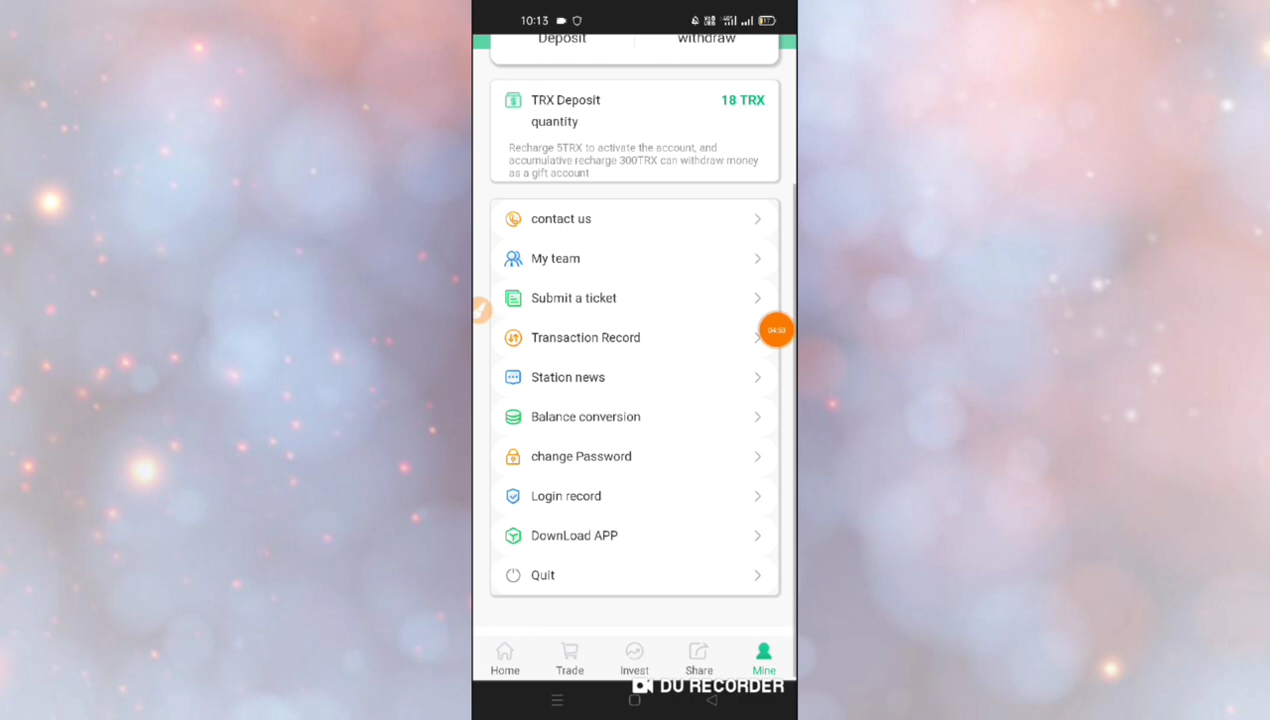 10:13
Deposit withdraw
TRX Deposit quantity 18 TRX
Recharge 5TRX to activate the account, and
accumulative recharge 300TRX can withdraw money
as a gift account
contact us
My team
Submit a ticket
Transaction Record
04:53
Station news
Balance conversion
change Password
Login record
DownLoad APP
Quit
Home Trade Invest Share Mine
DU RECORDER